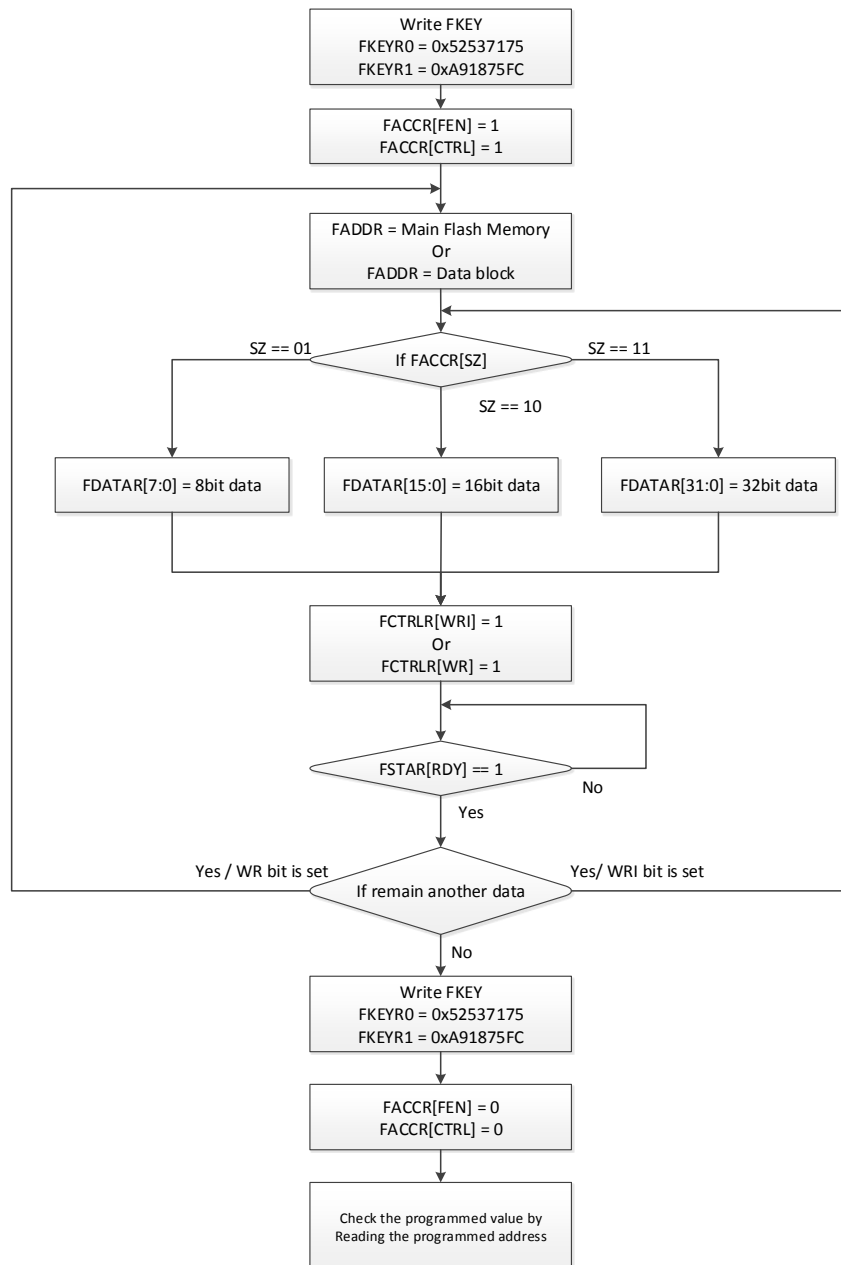 Write FKEY
FKEYR0 = 0x52537175
FKEYR1 = 0xA91875FC
FACCR[FEN] = 1
FACCR[CTRL] = 1
FADDR = Main Flash Memory
Or
FADDR = Data block
SZ == 01
If FACCR[SZ]
SZ == 11
SZ == 10
FDATAR[7:0] = 8bit data
FDATAR[15:0] = 16bit data
FDATAR[31:0] = 32bit data
FCTRLR[WRI] = 1
Or
FCTRLR[WR] = 1
FSTAR[RDY] == 1
No
Yes
Yes / WR bit is set
If remain another data
Yes/ WRI bit is set
No
Write FKEY
FKEYR0 = 0x52537175
FKEYR1 = 0xA91875FC
FACCR[FEN] = 0
FACCR[CTRL] = 0
Check the programmed value by
Reading the programmed address